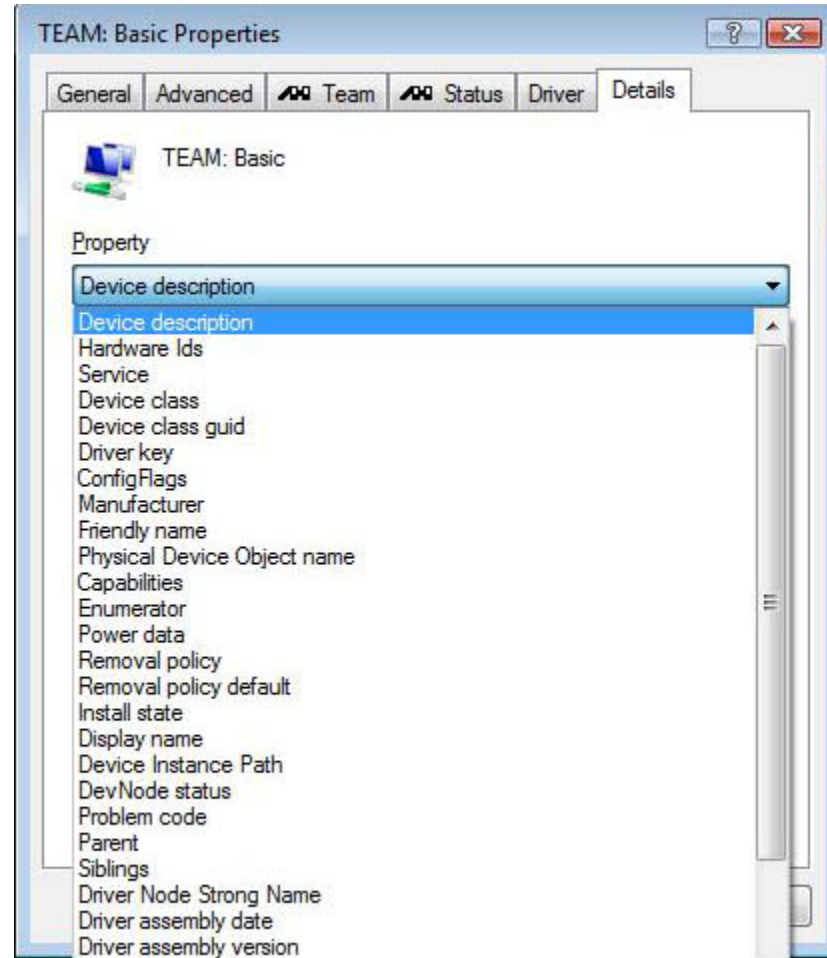 TEAM: Basic Properties
General Advanced Team Status Driver Details
TEAM: Basic
Property
Device description
Device description
Hardware Ids
Service
Device class
Device class guid
Driver key
ConfigFlags
Manufacturer
Friendly name
Physical Device Object name
Capabilities
Enumerator
Power data
Removal policy
Removal policy default
Install state
Display name
Device Instance Path
DevNode status
Problem code
Parent
Siblings
Driver Node Strong Name
Driver assembly date
Driver assembly version